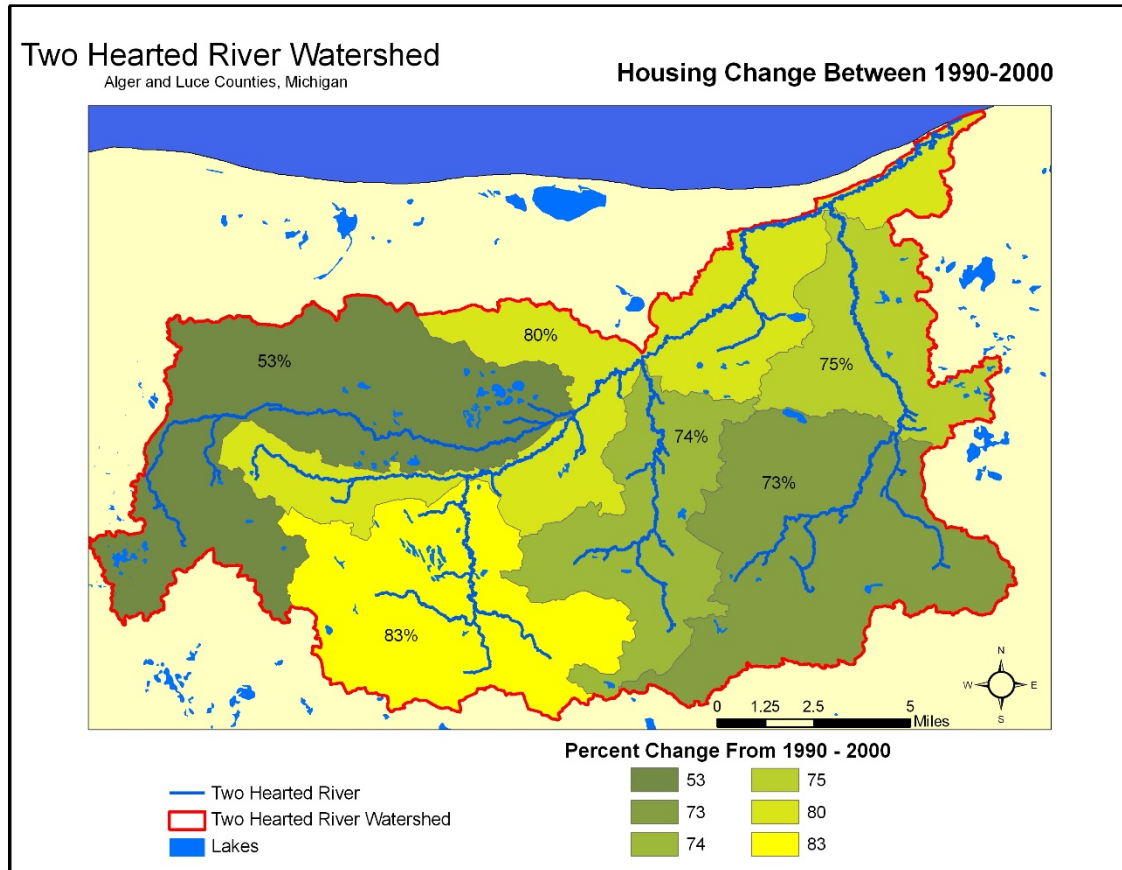 Two Hearted River Watershed
Alger and Luce Counties, Michigan
Housing Change Between 1990-2000
80%
53%
75%
74%
73%
83%
N
W E
S
0 1.25 2.5 5
Miles
Percent Change From 1990 - 2000
53 75
73 80
74 83
Two Hearted River
Two Hearted River Watershed
Lakes